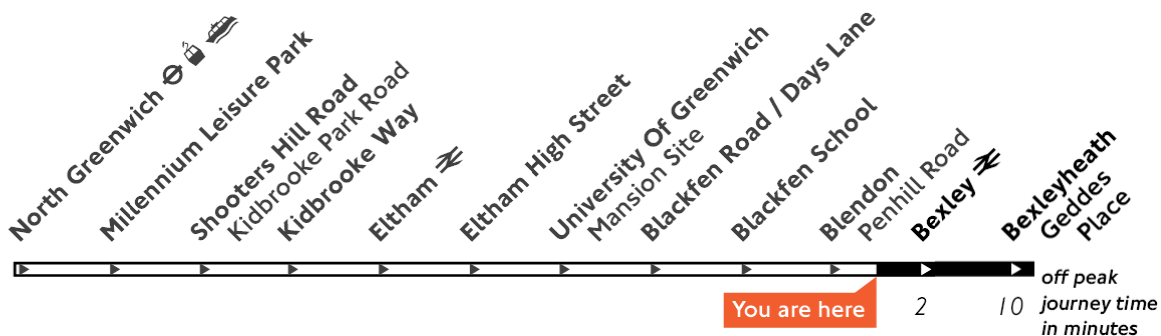 North Greenwich
Millennium Leisure Park
Shooters Hill Road
Kidbrooke Park Road
Kidbrooke Way
Eltham
Eltham High Street
University Of Greenwich
Mansion Site
Blackfen Road / Days Lane
Blackfen School
Blendon
Penhill Road
Bexley
Bexleyheath
Geddes
Place
You are here
2
10
off peak
journey time
in minutes